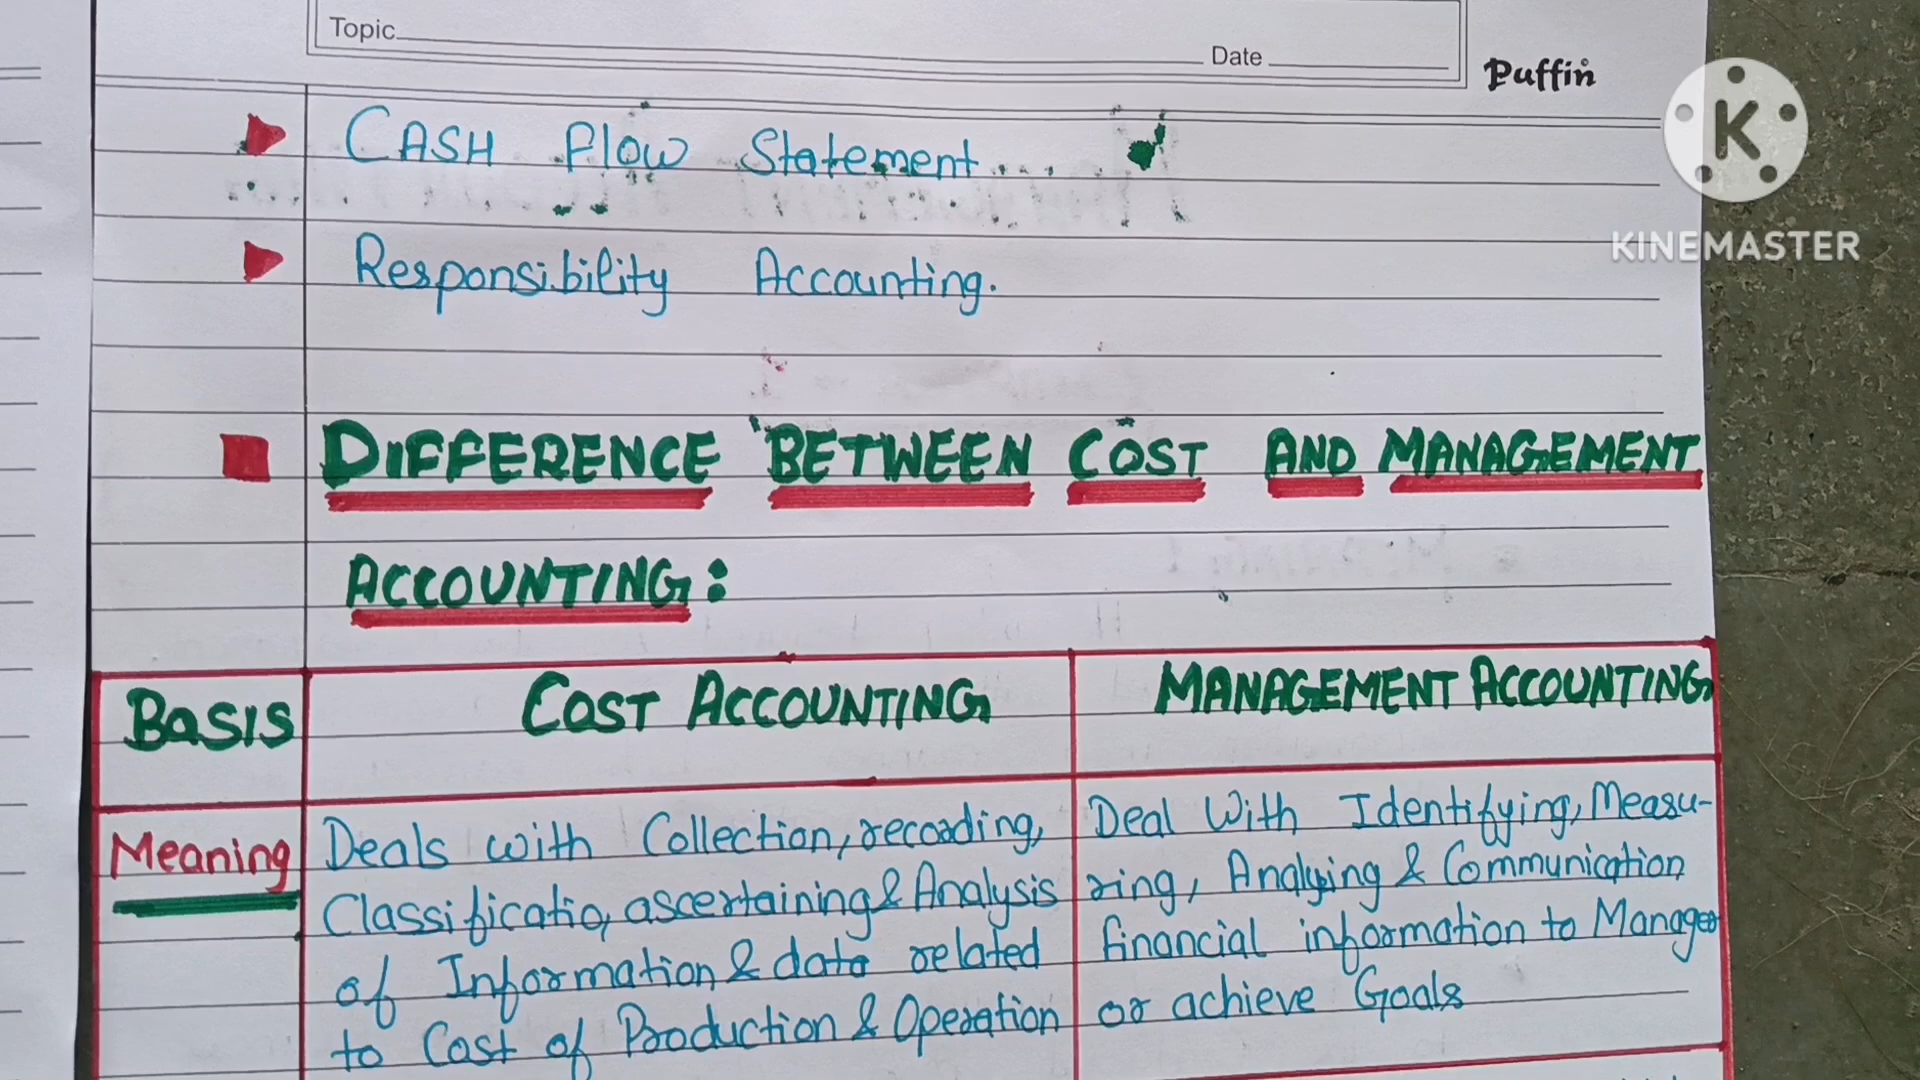 Topic
Date
Puffin
K
KINEMASTER
CASH Flow Statement
Responsibility Accounting.
DIFFERENCE BETWEEN COST AND MANAGEMENT
ACCOUNTING:
BASIS
COST ACCOUNTING
MANAGEMENT ACCOUNTING
Meaning
Deals with Collection, recording,
Classificatio, ascertaining & Analysis
of Information & data related
to Cost of Production & Operation
Deal With Identifying, Measu-
ring, Analying & Communication
financial information to Manager
or achieve Goals